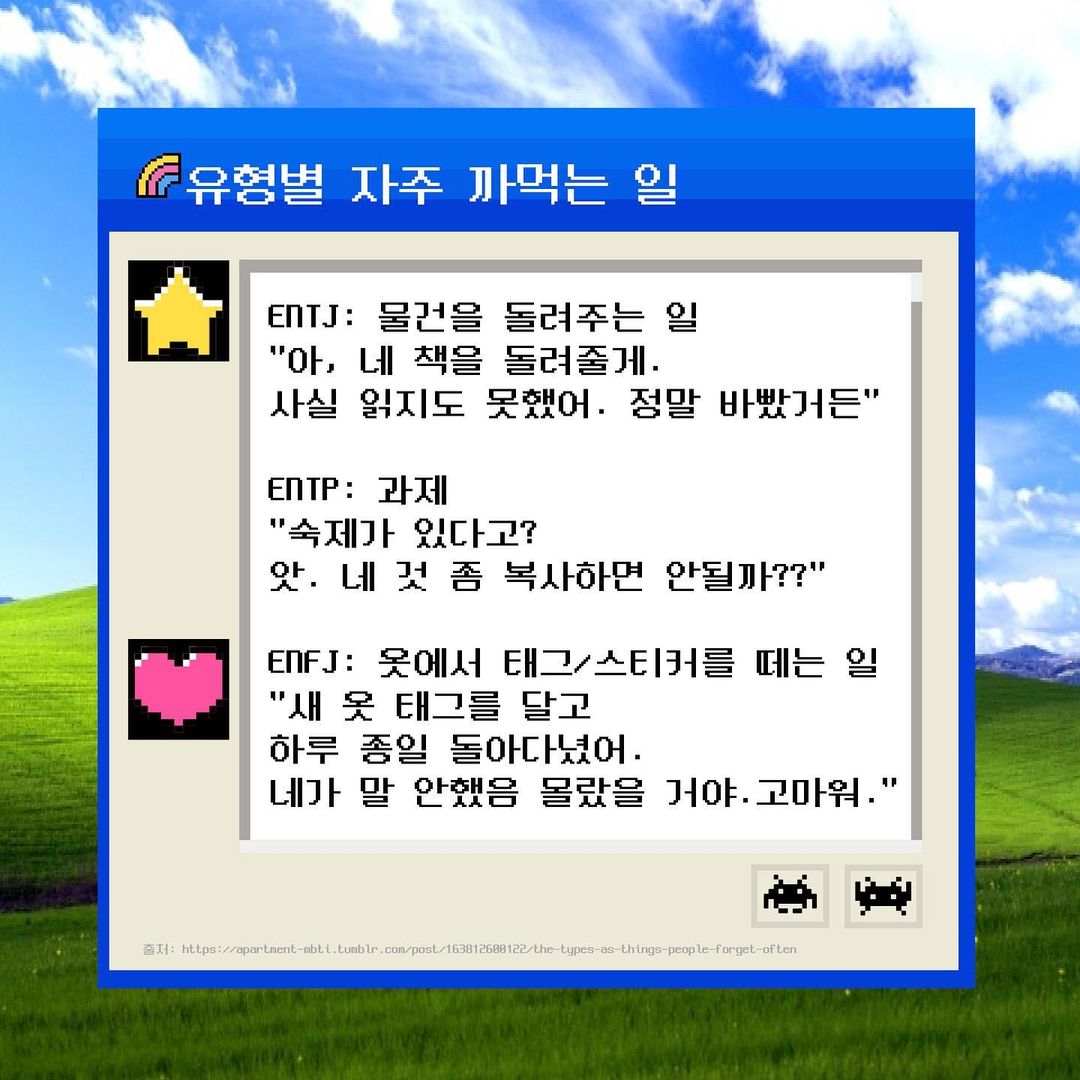 유형별 자주 까먹는 일
ENTJ: 물건을 돌려주는 일
"아, 네 책을 돌려줄게.
사실 읽지도 못했어. 정말 바빴거든"
ENTP: 과제
"숙제가 있다고?
앗. 네 것 좀 복사하면 안될까??"
ENFJ: 옷에서 태그/스티커를 떼는 일
"새 옷 태그를 달고
하루 종일 돌아다녔어.
네가 말 안했음 몰랐을 거야.고마워."
출처: https://apartment-mbti.tumblr.com/post/163812600122/the-types-as-things-people-forget-often